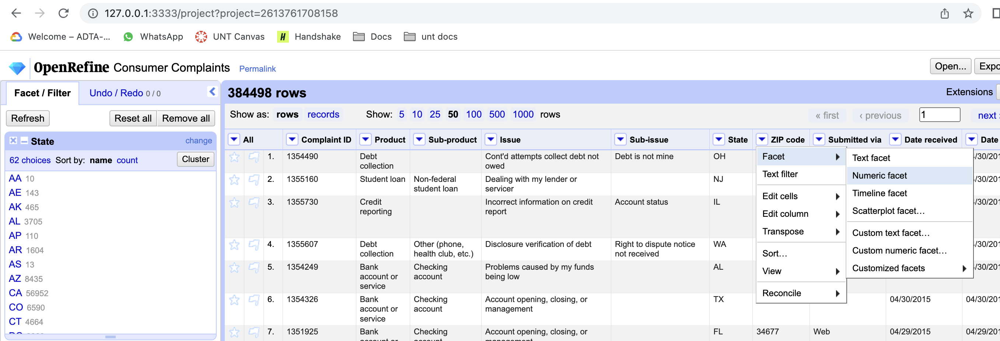 127.0.0.1:3333/project?project=2613761708158
Welcome – ADTA-... WhatsApp UNT Canvas Handshake Docs unt docs
OpenRefine Consumer Complaints Permalink Open... Expo
Facet / Filter Undo / Redo 0 / 0
384498 rows
Extensions
Refresh Reset all Remove all
Show as: rows records Show: 5 10 25 50 100 500 1000 rows
« first ‹ previous 1 next ›
State change
62 choices Sort by: name count Cluster
AA 10
AE 143
AK 465
AL 3705
AP 110
AR 1604
AS 13
AZ 8435
CA 56952
CO 6590
CT 4664
All Complaint ID Product Sub-product Issue Sub-issue State ZIP code Submitted via Date received Date
1. 1354490 Debt collection Cont'd attempts collect debt not owed Debt is not mine OH /30/201
2. 1355160 Student loan Non-federal student loan Dealing with my lender or servicer NJ /30/201
3. 1355730 Credit reporting Incorrect information on credit report Account status IL /30/201
4. 1355607 Debt collection Other (phone, health club, etc.) Disclosure verification of debt Right to dispute notice not received WA /30/201
5. 1354249 Bank account or service Checking account Problems caused by my funds being low AL /30/201
6. 1354326 Bank account or service Checking account Account opening, closing, or management TX 04/30/2015 04/30/201
7. 1351925 Bank account or Checking account Account opening, closing, or management FL 34677 Web 04/29/2015 04/29/201
Facet
Text filter
Edit cells
Edit column
Transpose
Sort…
View
Reconcile
Text facet
Numeric facet
Timeline facet
Scatterplot facet…
Custom text facet…
Custom numeric facet…
Customized facets